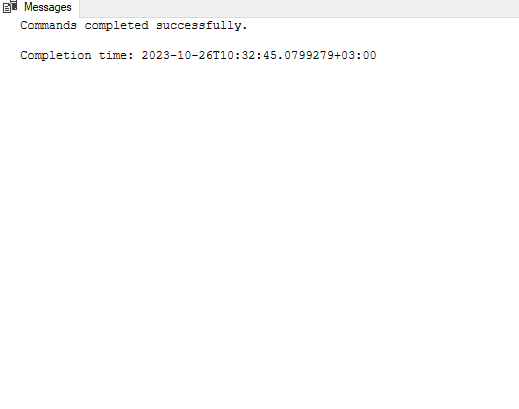 Messages
Commands completed successfully.
Completion time: 2023-10-26T10:32:45.0799279+03:00